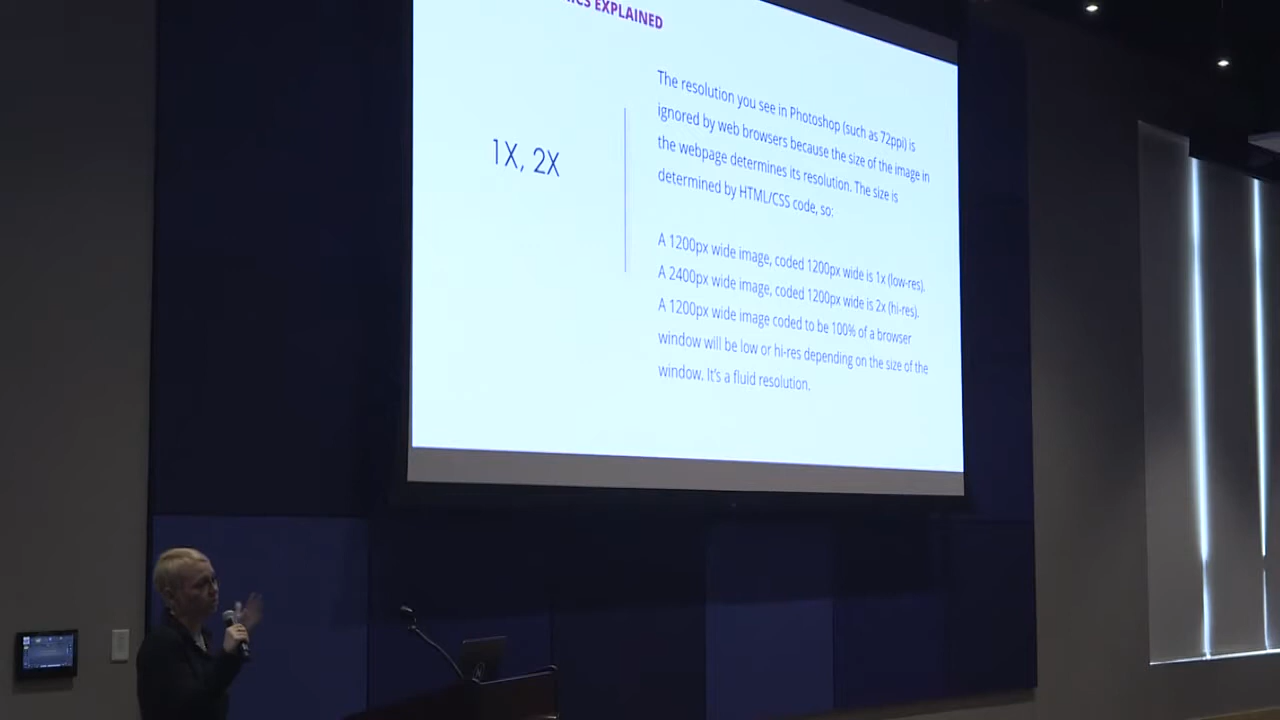 EXPLAINED
1X, 2X
The resolution you see in Photoshop (such as 72ppi) is
ignored by web browsers because the size of the image in
the webpage determines its resolution. The size is
determined by HTML/CSS code, so:
A 1200px wide image, coded 1200px wide is 1x (low-res).
A 2400px wide image, coded 1200px wide is 2x (hi-res).
A 1200px wide image coded to be 100% of a browser
window will be low or hi-res depending on the size of the
window. It's a fluid resolution.